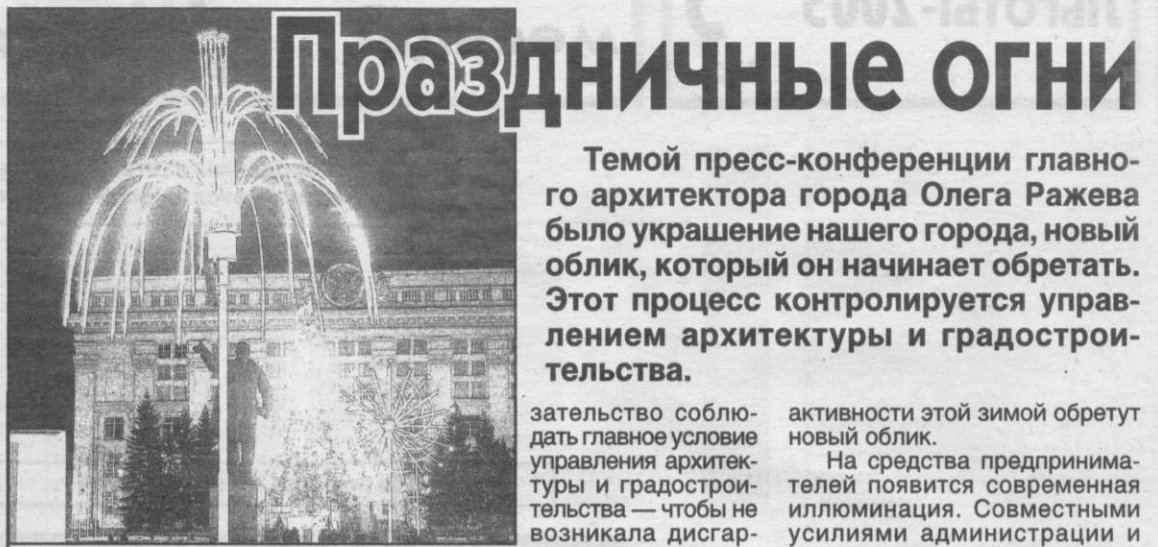 Праздничные огни
Темой пресс-конференции главно-
го архитектора города Олега Ражева
было украшение нашего города, новый
облик, который он начинает обретать.
Этот процесс контролируется управ-
лением архитектуры и градострои-
тельства.
зательство соблю-
дать главное условие
управления архитек-
туры и градострои-
тельства — чтобы не
возникала дисгар-
активности этой зимой обретут
новый облик.
На средства предпринима-
телей появится современная
иллюминация. Совместными
усилиями администрации и